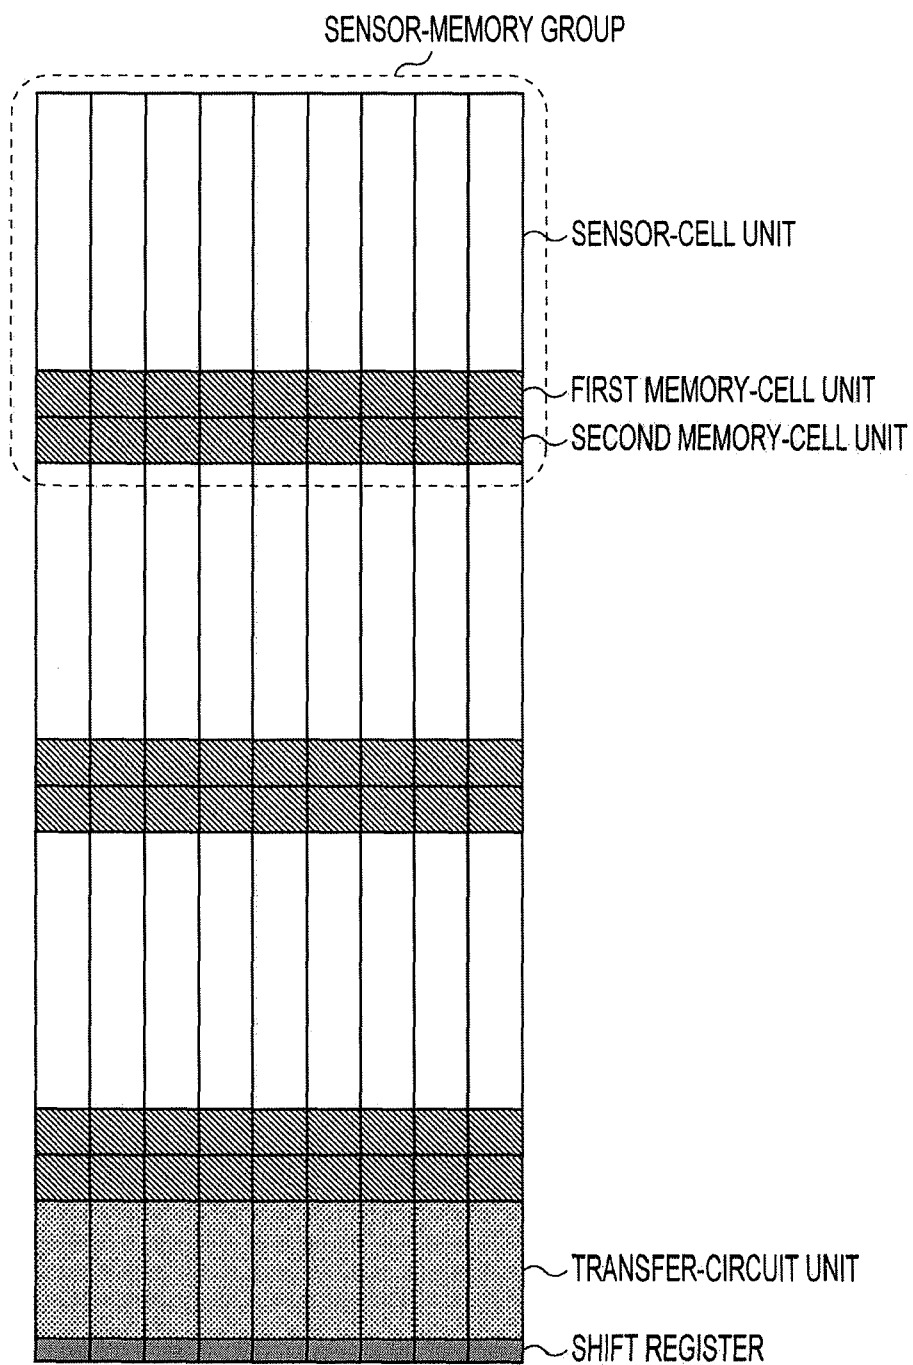 SENSOR-MEMORY GROUP
SENSOR-CELL UNIT
FIRST MEMORY-CELL UNIT
SECOND MEMORY-CELL UNIT
TRANSFER-CIRCUIT UNIT
SHIFT REGISTER